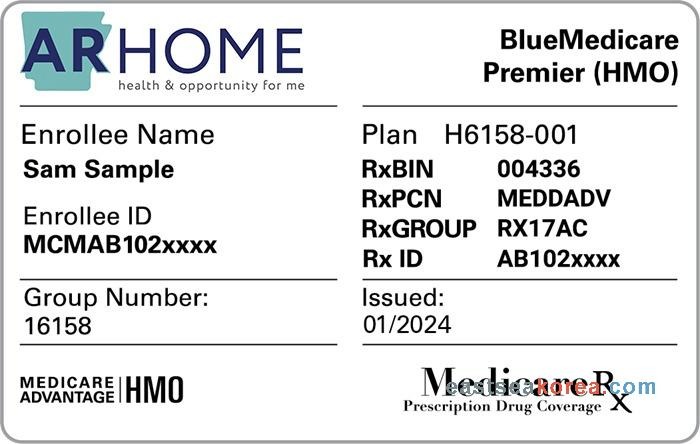 ARHOME
health & opportunity for me
BlueMedicare
Premier (HMO)
Enrollee Name
Sam Sample
Enrollee ID
MCMAB102xxxx
Plan H6158-001
RxBIN 004336
RxPCN MEDDADV
RxGROUP RX17AC
Rx ID AB102xxxx
Group Number:
16158
Issued:
01/2024
MEDICARE
ADVANTAGE HMO
MedicareRx
eastseakorea.com
Prescription Drug Coverage